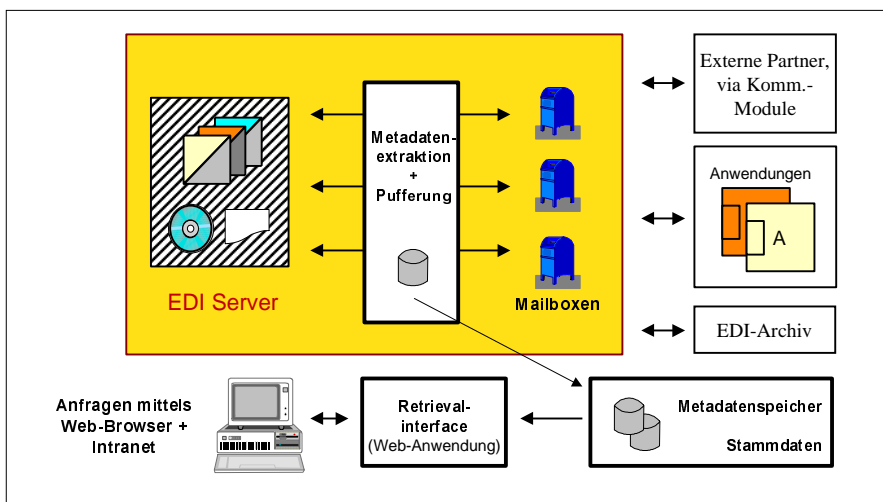 Externe Partner,
via Komm.-
Module
Metadaten-
extraktion
+
Pufferung
Anwendungen
A
EDI Server
Mailboxen
EDI-Archiv
Anfragen mittels
Web-Browser +
Intranet
Retrieval-
interface
(Web-Anwendung)
Metadatenspeicher
Stammdaten